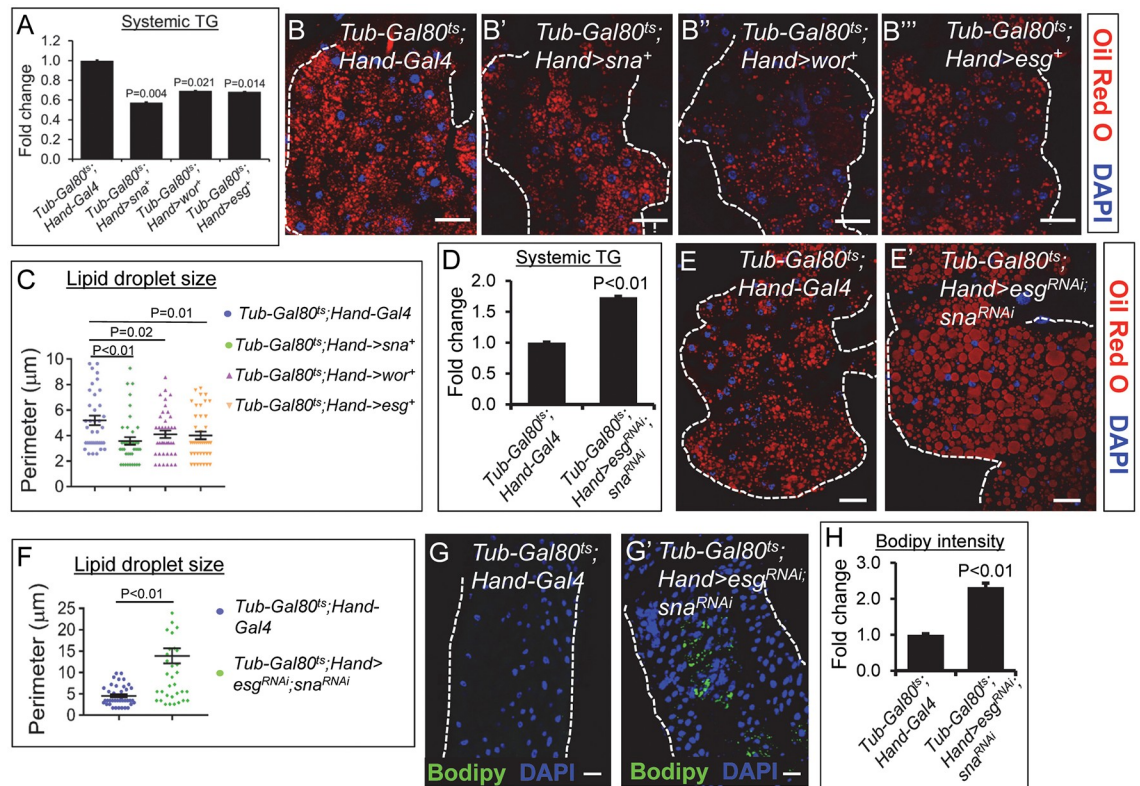 A
Systemic TG
Fold change
1.2
1.0
0.8
0.6
0.4
0.2
0.0
P=0.004
P=0.021
P=0.014
Tub-Gal80ts;
Hand-Gal4
Tub-Gal80ts;
Hand>sna+
Tub-Gal80ts;
Hand>wor+
Tub-Gal80ts;
Hand>esg+
B
Tub-Gal80ts;
Hand-Gal4
B'
Tub-Gal80ts;
Hand>sna+
B''
Tub-Gal80ts;
Hand>wor+
B'''
Tub-Gal80ts;
Hand>esg+
Oil Red O DAPI
C
Lipid droplet size
Perimeter (μm)
10
8
6
4
2
0
P=0.01
P=0.02
P<0.01
Tub-Gal80ts;Hand-Gal4
Tub-Gal80ts;Hand->sna+
Tub-Gal80ts;Hand->wor+
Tub-Gal80ts;Hand->esg+
D
Systemic TG
Fold change
2.0
1.5
1.0
0.5
0.0
P<0.01
Tub-Gal80ts;
Hand-Gal4
Tub-Gal80ts;
Hand>esgRNAi;
snaRNAi
E
Tub-Gal80ts;
Hand-Gal4
E'
Tub-Gal80ts;
Hand>esgRNAi;
snaRNAi
Oil Red O DAPI
F
Lipid droplet size
Perimeter (μm)
25
20
15
10
5
0
P<0.01
Tub-Gal80ts;Hand-
Gal4
Tub-Gal80ts;Hand>
esgRNAi;snaRNAi
G
Tub-Gal80ts;
Hand-Gal4
Bodipy DAPI
G'
Tub-Gal80ts;
Hand>esgRNAi;
snaRNAi
Bodipy DAPI
H
Bodipy intensity
Fold change
3.0
2.0
1.0
0.0
P<0.01
Tub-Gal80ts;
Hand-Gal4
Tub-Gal80ts;
Hand>esgRNAi;
snaRNAi